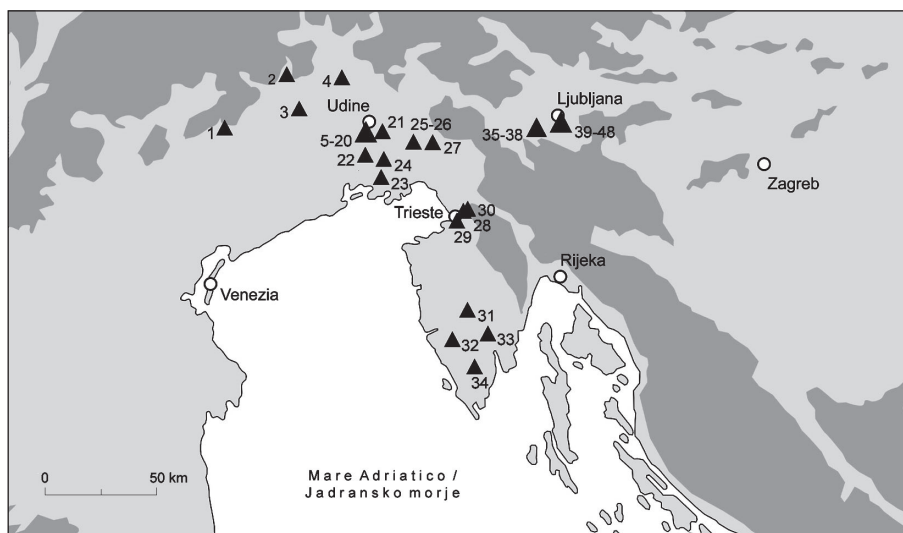 2
4
3
1
Udine
21
25-26
5-20
27
22
24
23
Ljubljana
35-38
39-48
Zagreb
Trieste
30
28
29
Rijeka
Venezia
31
32
33
34
0 50 km
Mare Adriatico /
Jadransko morje